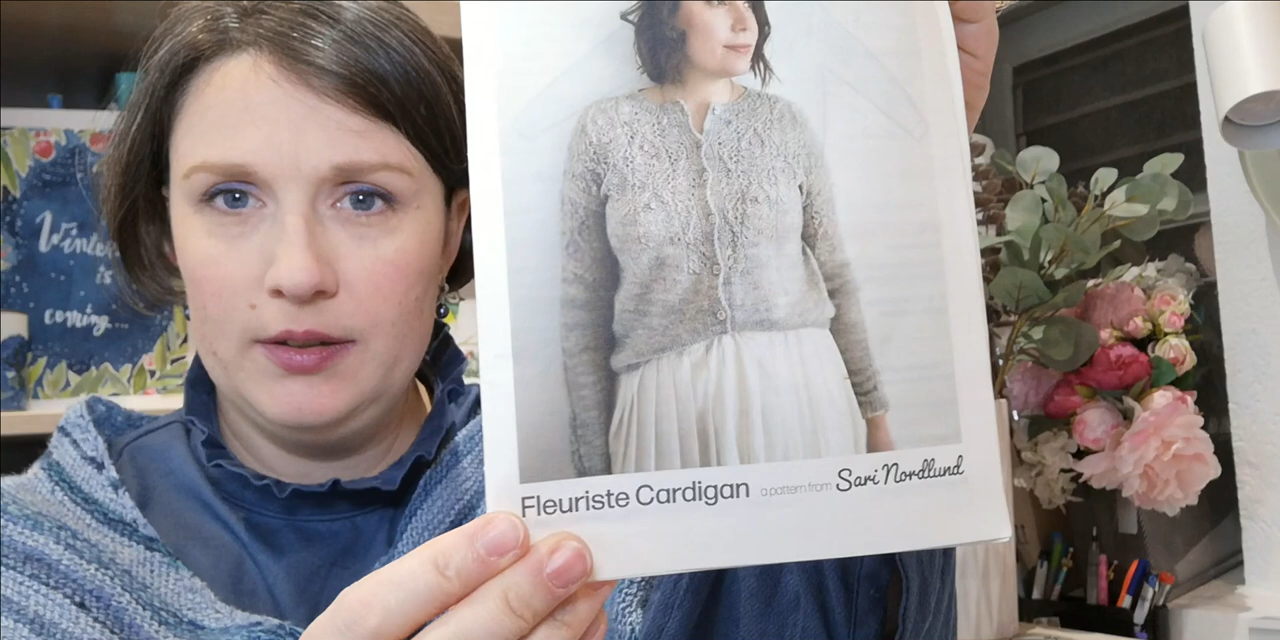 Winter
is
coming...
Fleuriste Cardigan a pattern from Sari Nordlund